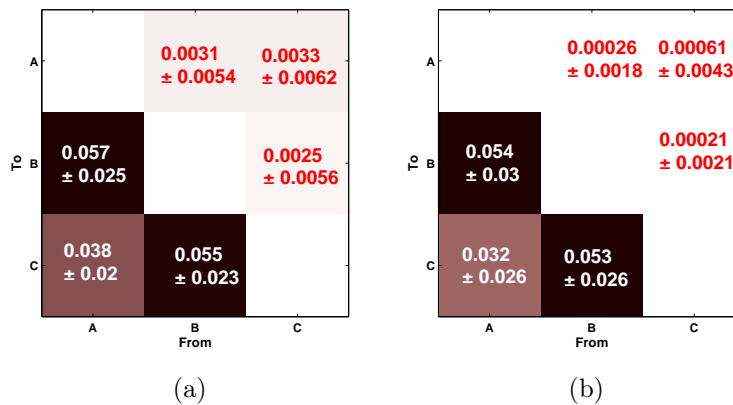 A
0.0031
± 0.0054
0.0033
± 0.0062
To
B
0.057
± 0.025
0.0025
± 0.0056
C
0.038
± 0.02
0.055
± 0.023
A
B
C
From
(a)
A
0.00026
± 0.0018
0.00061
± 0.0043
To
B
0.054
± 0.03
0.00021
± 0.0021
C
0.032
± 0.026
0.053
± 0.026
A
B
C
From
(b)